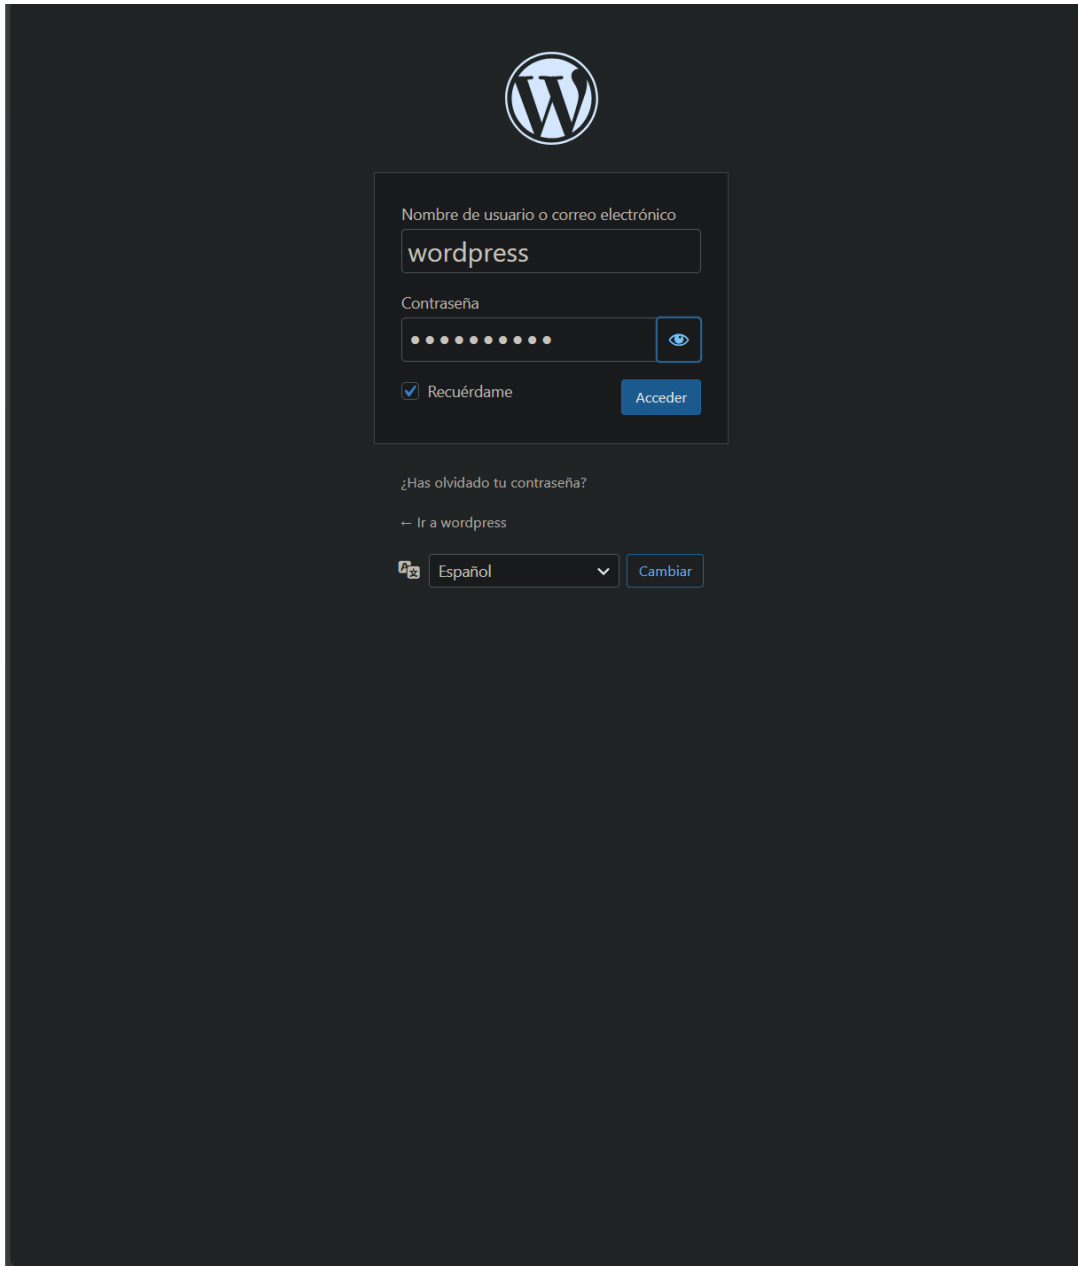 Nombre de usuario o correo electrónico
wordpress
Contraseña
●●●●●●●●●●
Recuérdame
Acceder
¿Has olvidado tu contraseña?
← Ir a wordpress
Español
Cambiar